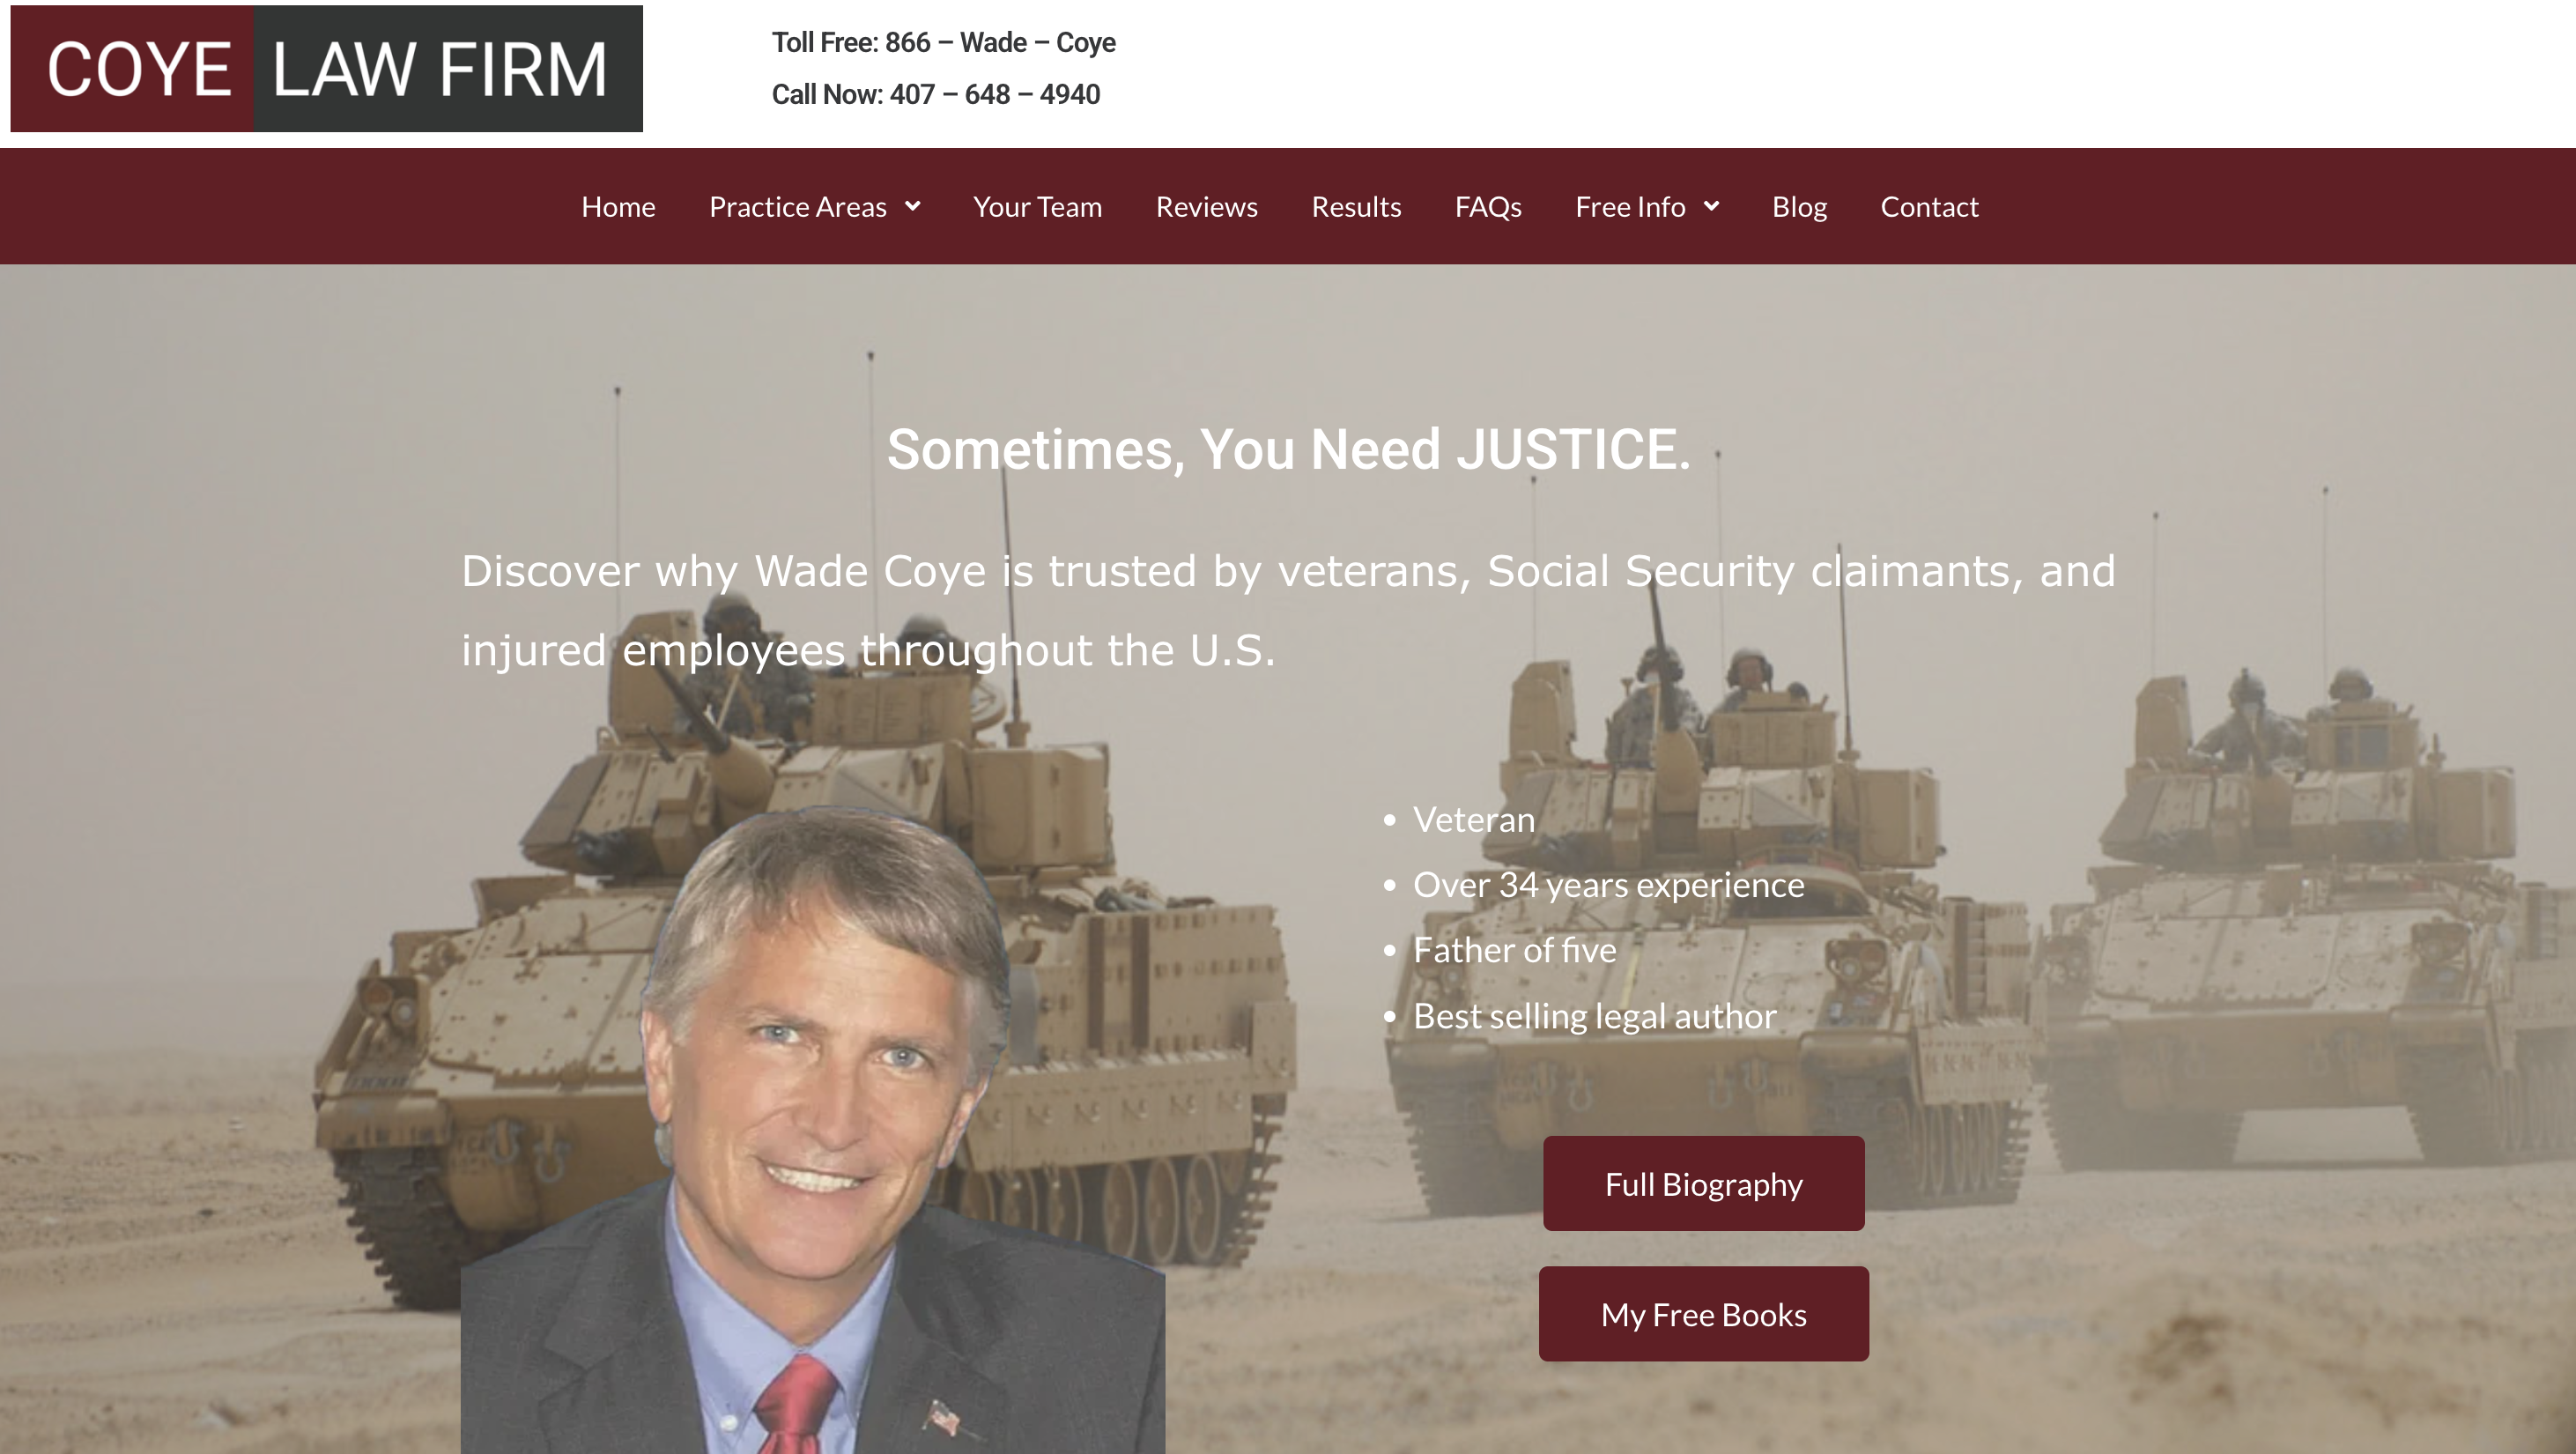 COYE LAW FIRM
Toll Free: 866 – Wade – Coye
Call Now: 407 – 648 – 4940
Home Practice Areas Your Team Reviews Results FAQs Free Info Blog Contact
Sometimes, You Need JUSTICE.
Discover why Wade Coye is trusted by veterans, Social Security claimants, and
injured employees throughout the U.S.
• Veteran
• Over 34 years experience
• Father of five
• Best selling legal author
Full Biography
My Free Books